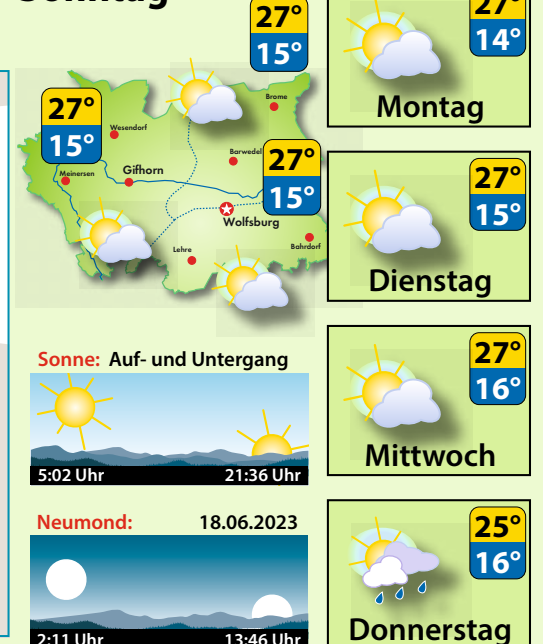 Sonntag
27°
15°
27°
15°
27°
15°
Brome
Wesendorf
Barwedel
Meinersen
Gifhorn
Wolfsburg
Lehre
Bahrdorf
Sonne: Auf- und Untergang
5:02 Uhr 21:36 Uhr
Neumond: 18.06.2023
2:11 Uhr 13:46 Uhr
27°
14°
Montag
27°
15°
Dienstag
27°
16°
Mittwoch
25°
16°
Donnerstag